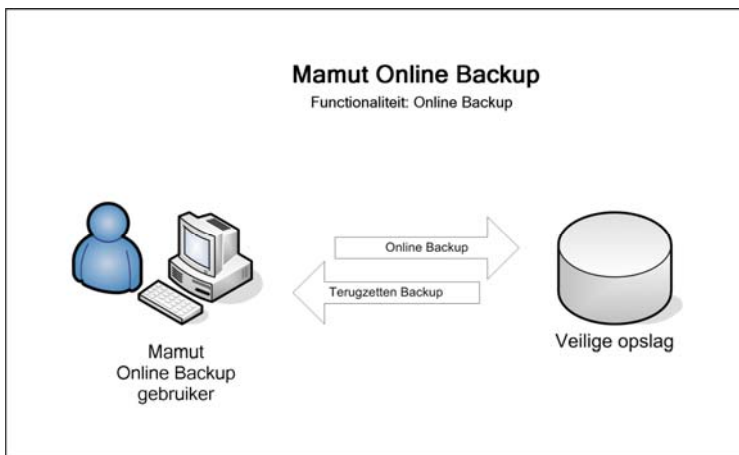 Mamut Online Backup
Functionaliteit: Online Backup
Online Backup
Terugzetten Backup
Mamut
Online Backup
gebruiker
Veilige opslag